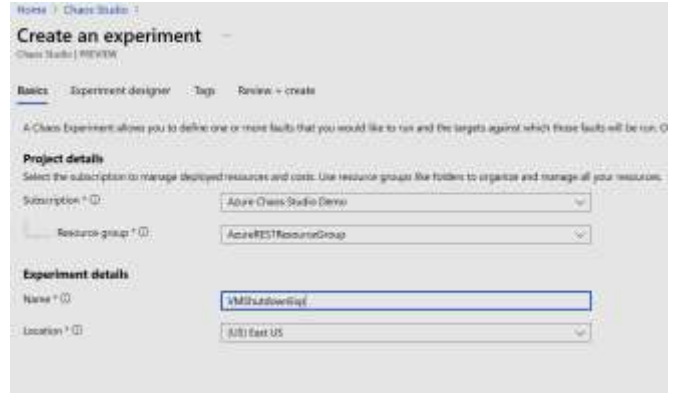 Home > Chaos Studio >
Create an experiment ...
Chaos Studio | PREVIEW
Basics Experiment designer Tags Review + create
A Chaos Experiment allows you to define one or more faults that you would like to run and the targets against which those faults will be run. O
Project details
Select the subscription to manage deployed resources and costs. Use resource groups like folders to organize and manage all your resources.
Subscription * Azure Chaos Studio Demo
Resource group * AzureRESTResourceGroup
Experiment details
Name * VMShutdownExp
Location * (US) East US